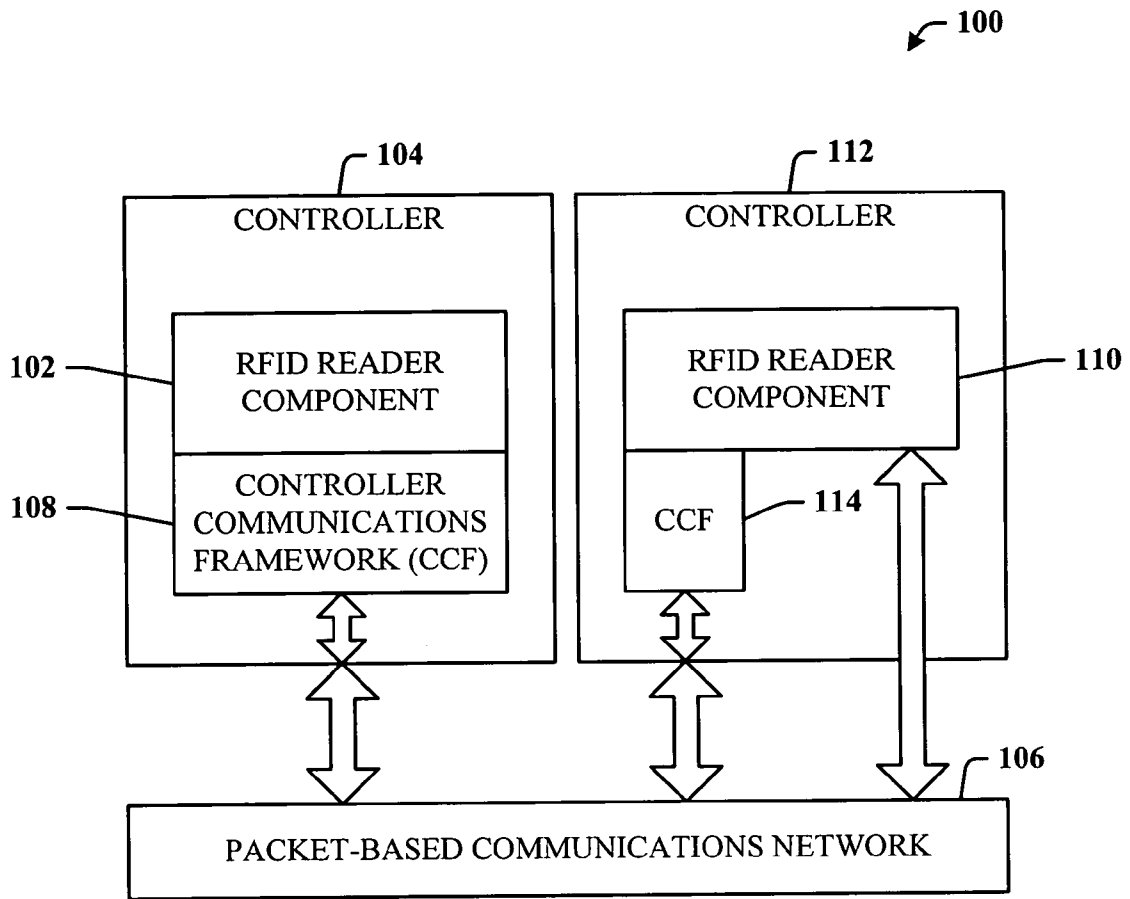 100
104
112
CONTROLLER
CONTROLLER
102
RFID READER
COMPONENT
RFID READER
COMPONENT
110
108
CONTROLLER
COMMUNICATIONS
FRAMEWORK (CCF)
CCF
114
106
PACKET-BASED COMMUNICATIONS NETWORK